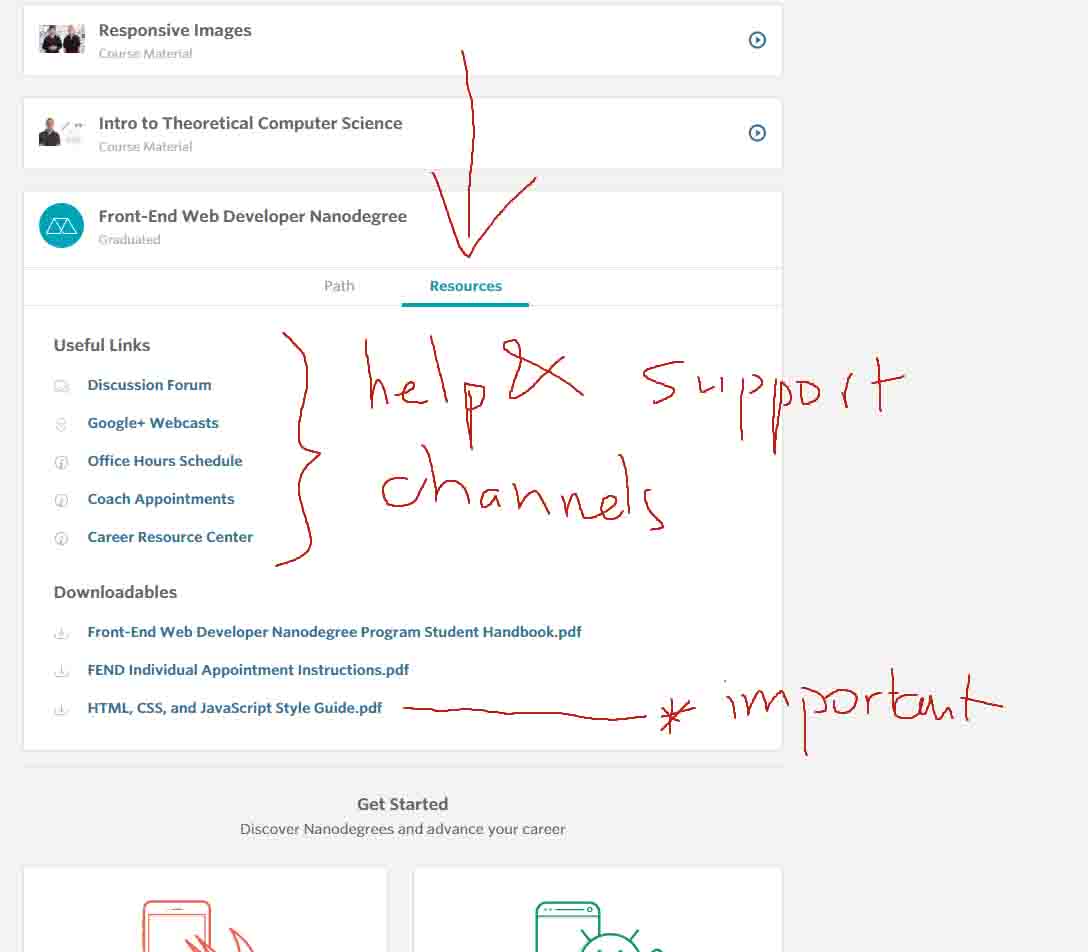 Responsive Images
Course Material
Intro to Theoretical Computer Science
Course Material
Front-End Web Developer Nanodegree
Graduated
Path
Resources
Useful Links
Discussion Forum
Google+ Webcasts
Office Hours Schedule
Coach Appointments
Career Resource Center
help & support
channels
Downloadables
Front-End Web Developer Nanodegree Program Student Handbook.pdf
FEND Individual Appointment Instructions.pdf
HTML, CSS, and JavaScript Style Guide.pdf
* important
Get Started
Discover Nanodegrees and advance your career